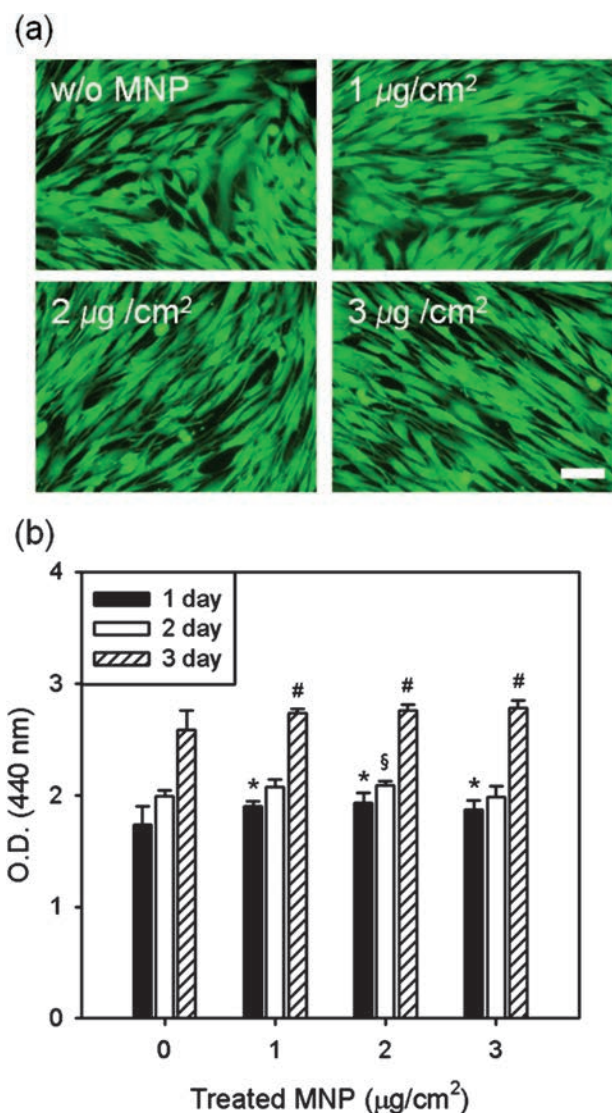 (a)
w/o MNP
1 µg/cm²
2 µg /cm²
3 µg /cm²
(b)
4
3
2
1
0
O.D. (440 nm)
1 day
2 day
3 day
# # #
* * § *
0 1 2 3
Treated MNP (µg/cm²)